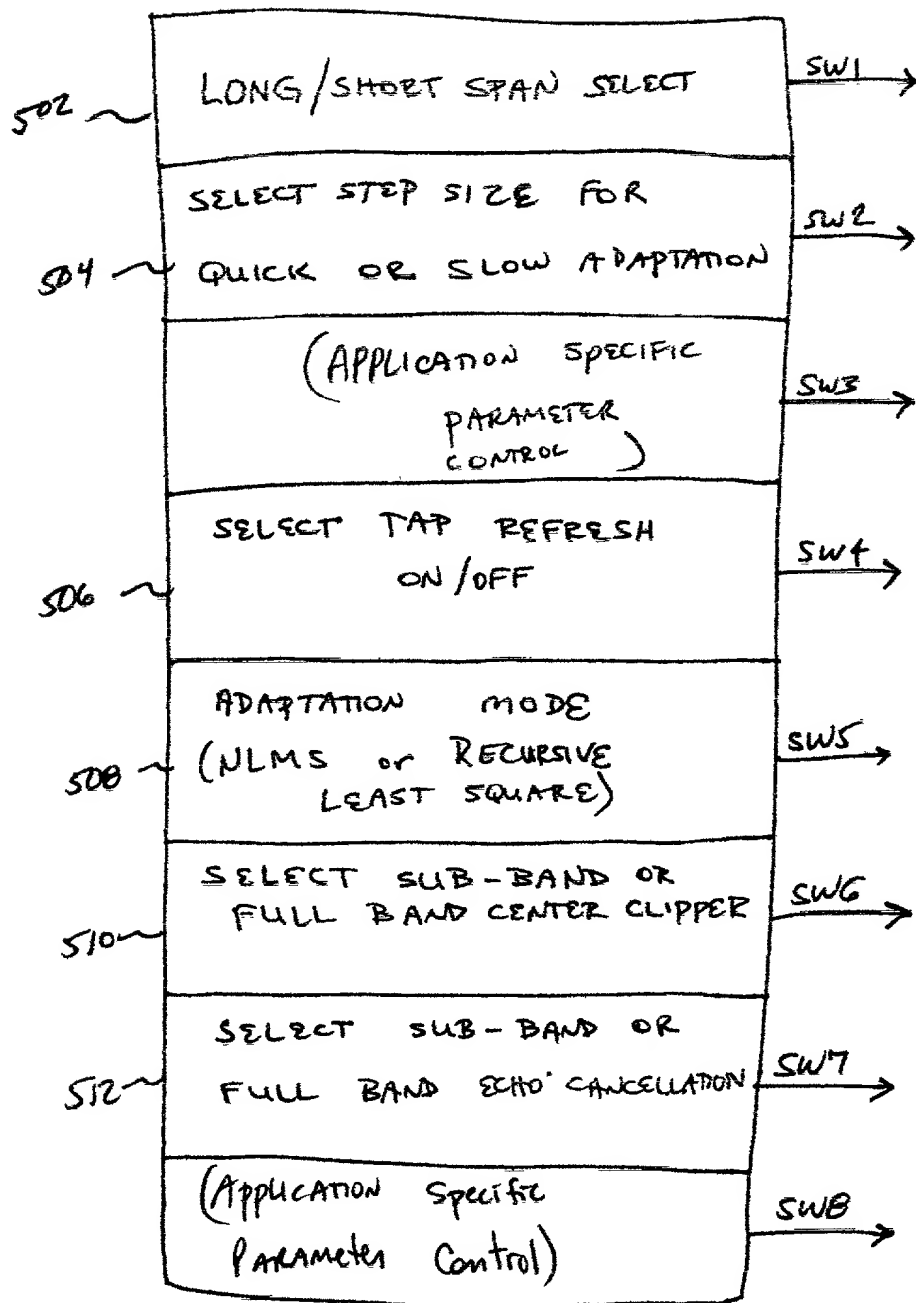 502
LONG/SHORT SPAN SELECT
SW1
SELECT STEP SIZE FOR
504
QUICK OR SLOW ADAPTATION
SW2
(APPLICATION SPECIFIC
PARAMETER
CONTROL)
SW3
SELECT TAP REFRESH
ON/OFF
506
SW4
ADAPTATION MODE
(NLMS or RECURSIVE
LEAST SQUARE)
508
SW5
SELECT SUB-BAND OR
FULL BAND CENTER CLIPPER
510
SW6
SELECT SUB-BAND OR
FULL BAND ECHO CANCELLATION
512
SW7
(APPLICATION Specific
PARAMeter Control)
SW8